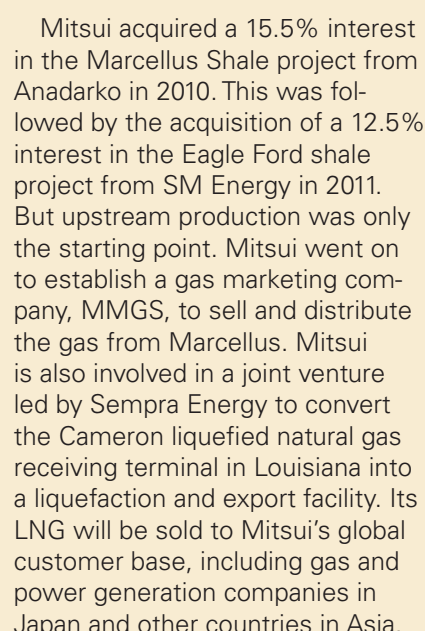 Mitsui acquired a 15.5% interest
in the Marcellus Shale project from
Anadarko in 2010. This was fol-
lowed by the acquisition of a 12.5%
interest in the Eagle Ford shale
project from SM Energy in 2011.
But upstream production was only
the starting point. Mitsui went on
to establish a gas marketing com-
pany, MMGS, to sell and distribute
the gas from Marcellus. Mitsui
is also involved in a joint venture
led by Sempra Energy to convert
the Cameron liquefied natural gas
receiving terminal in Louisiana into
a liquefaction and export facility. Its
LNG will be sold to Mitsui’s global
customer base, including gas and
power generation companies in
Japan and other countries in Asia.